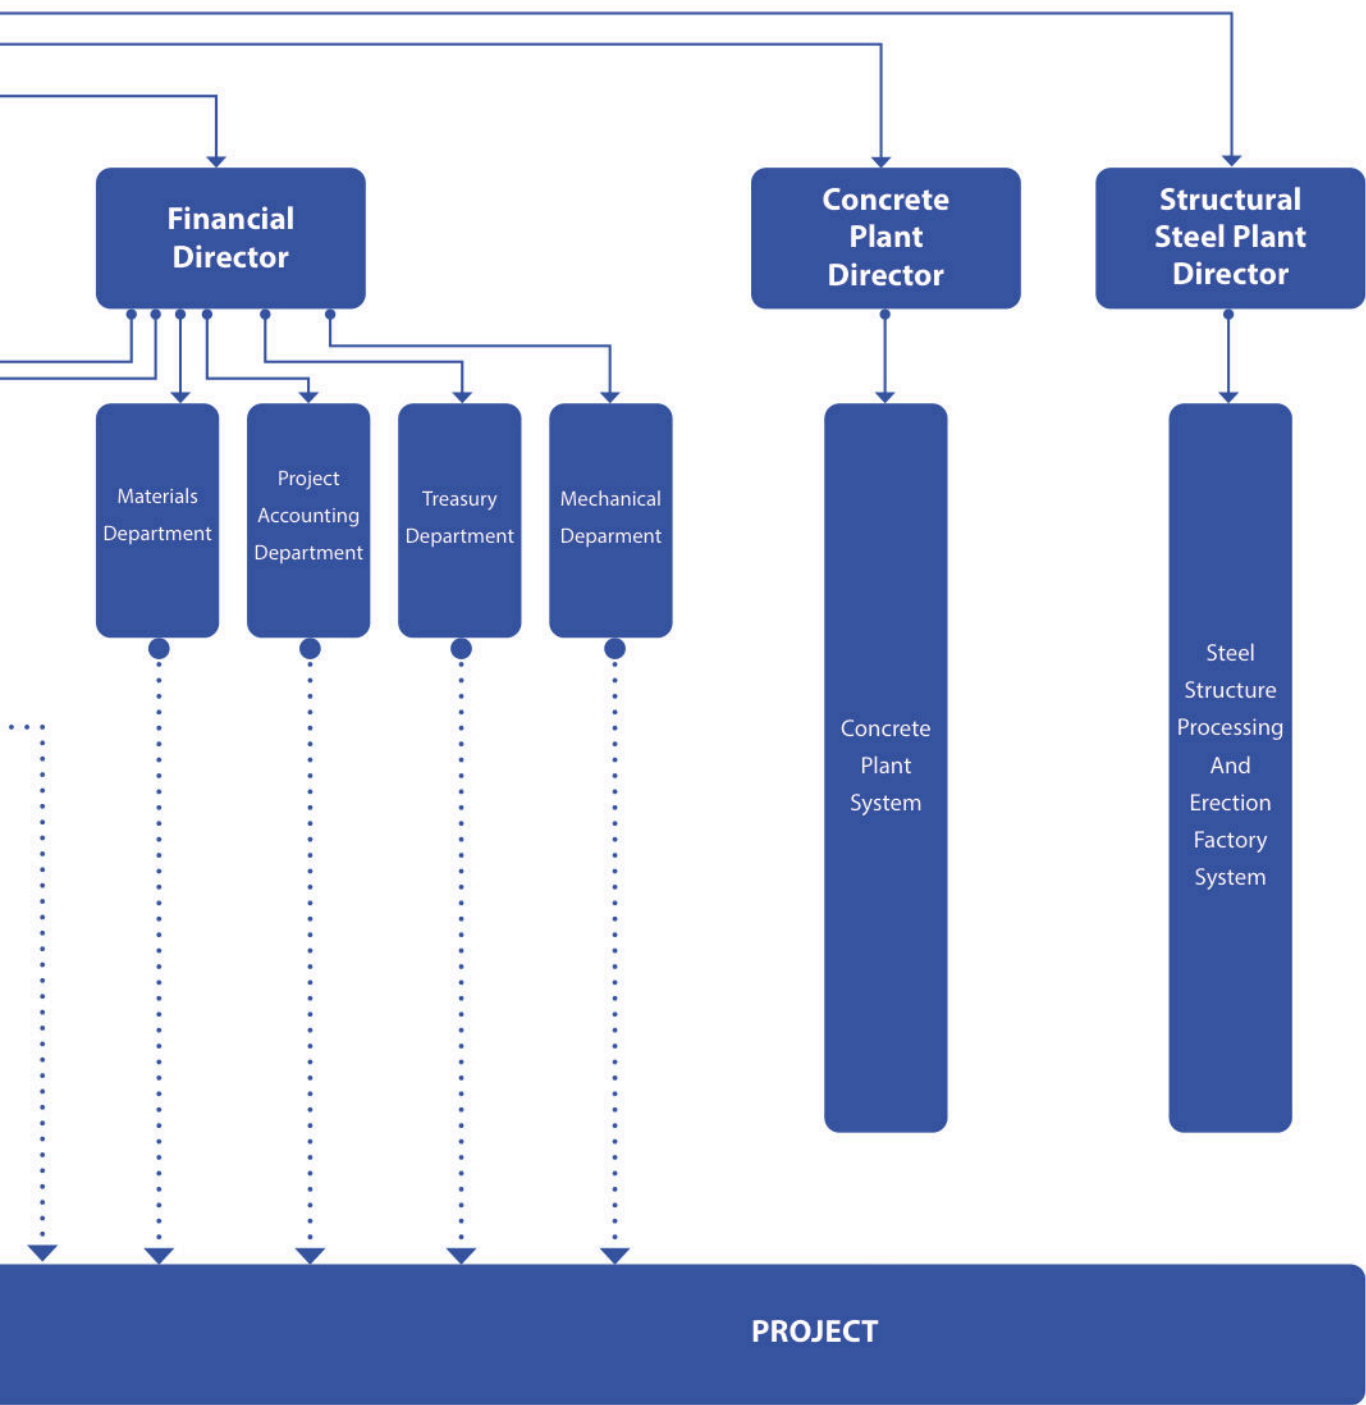 Financial
Director
Concrete
Plant
Director
Structural
Steel Plant
Director
Materials
Department
Project
Accounting
Department
Treasury
Department
Mechanical
Deparment
Concrete
Plant
System
Steel
Structure
Processing
And
Erection
Factory
System
PROJECT